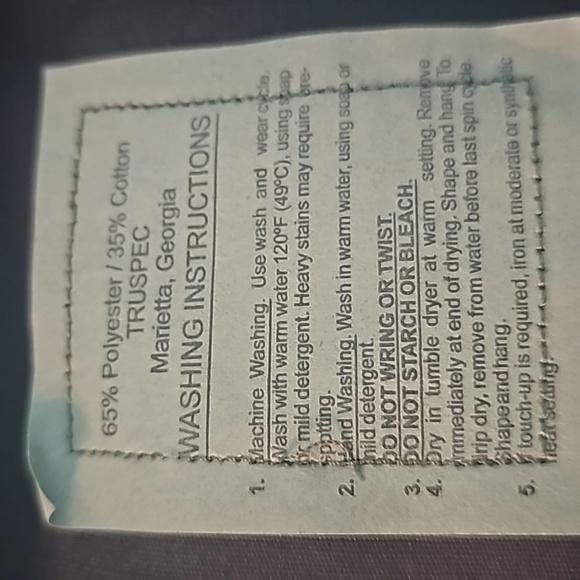 65% Polyester / 35% Cotton
TRUSPEC
Marietta, Georgia
WASHING INSTRUCTIONS
1. Machine Washing. Use wash and wear cycle.
Wash with warm water 120ºF (49ºC), using soap
or mild detergent. Heavy stains may require pre-
spotting.
2. Hand Washing. Wash in warm water, using soap or
mild detergent.
DO NOT WRING OR TWIST.
3. DO NOT STARCH OR BLEACH.
4. Dry in tumble dryer at warm setting. Remove
immediately at end of drying. Shape and hang. To
drip dry, remove from water before last spin cycle.
Shape and hang.
5. If touch-up is required, iron at moderate or synthetic
heat setting.